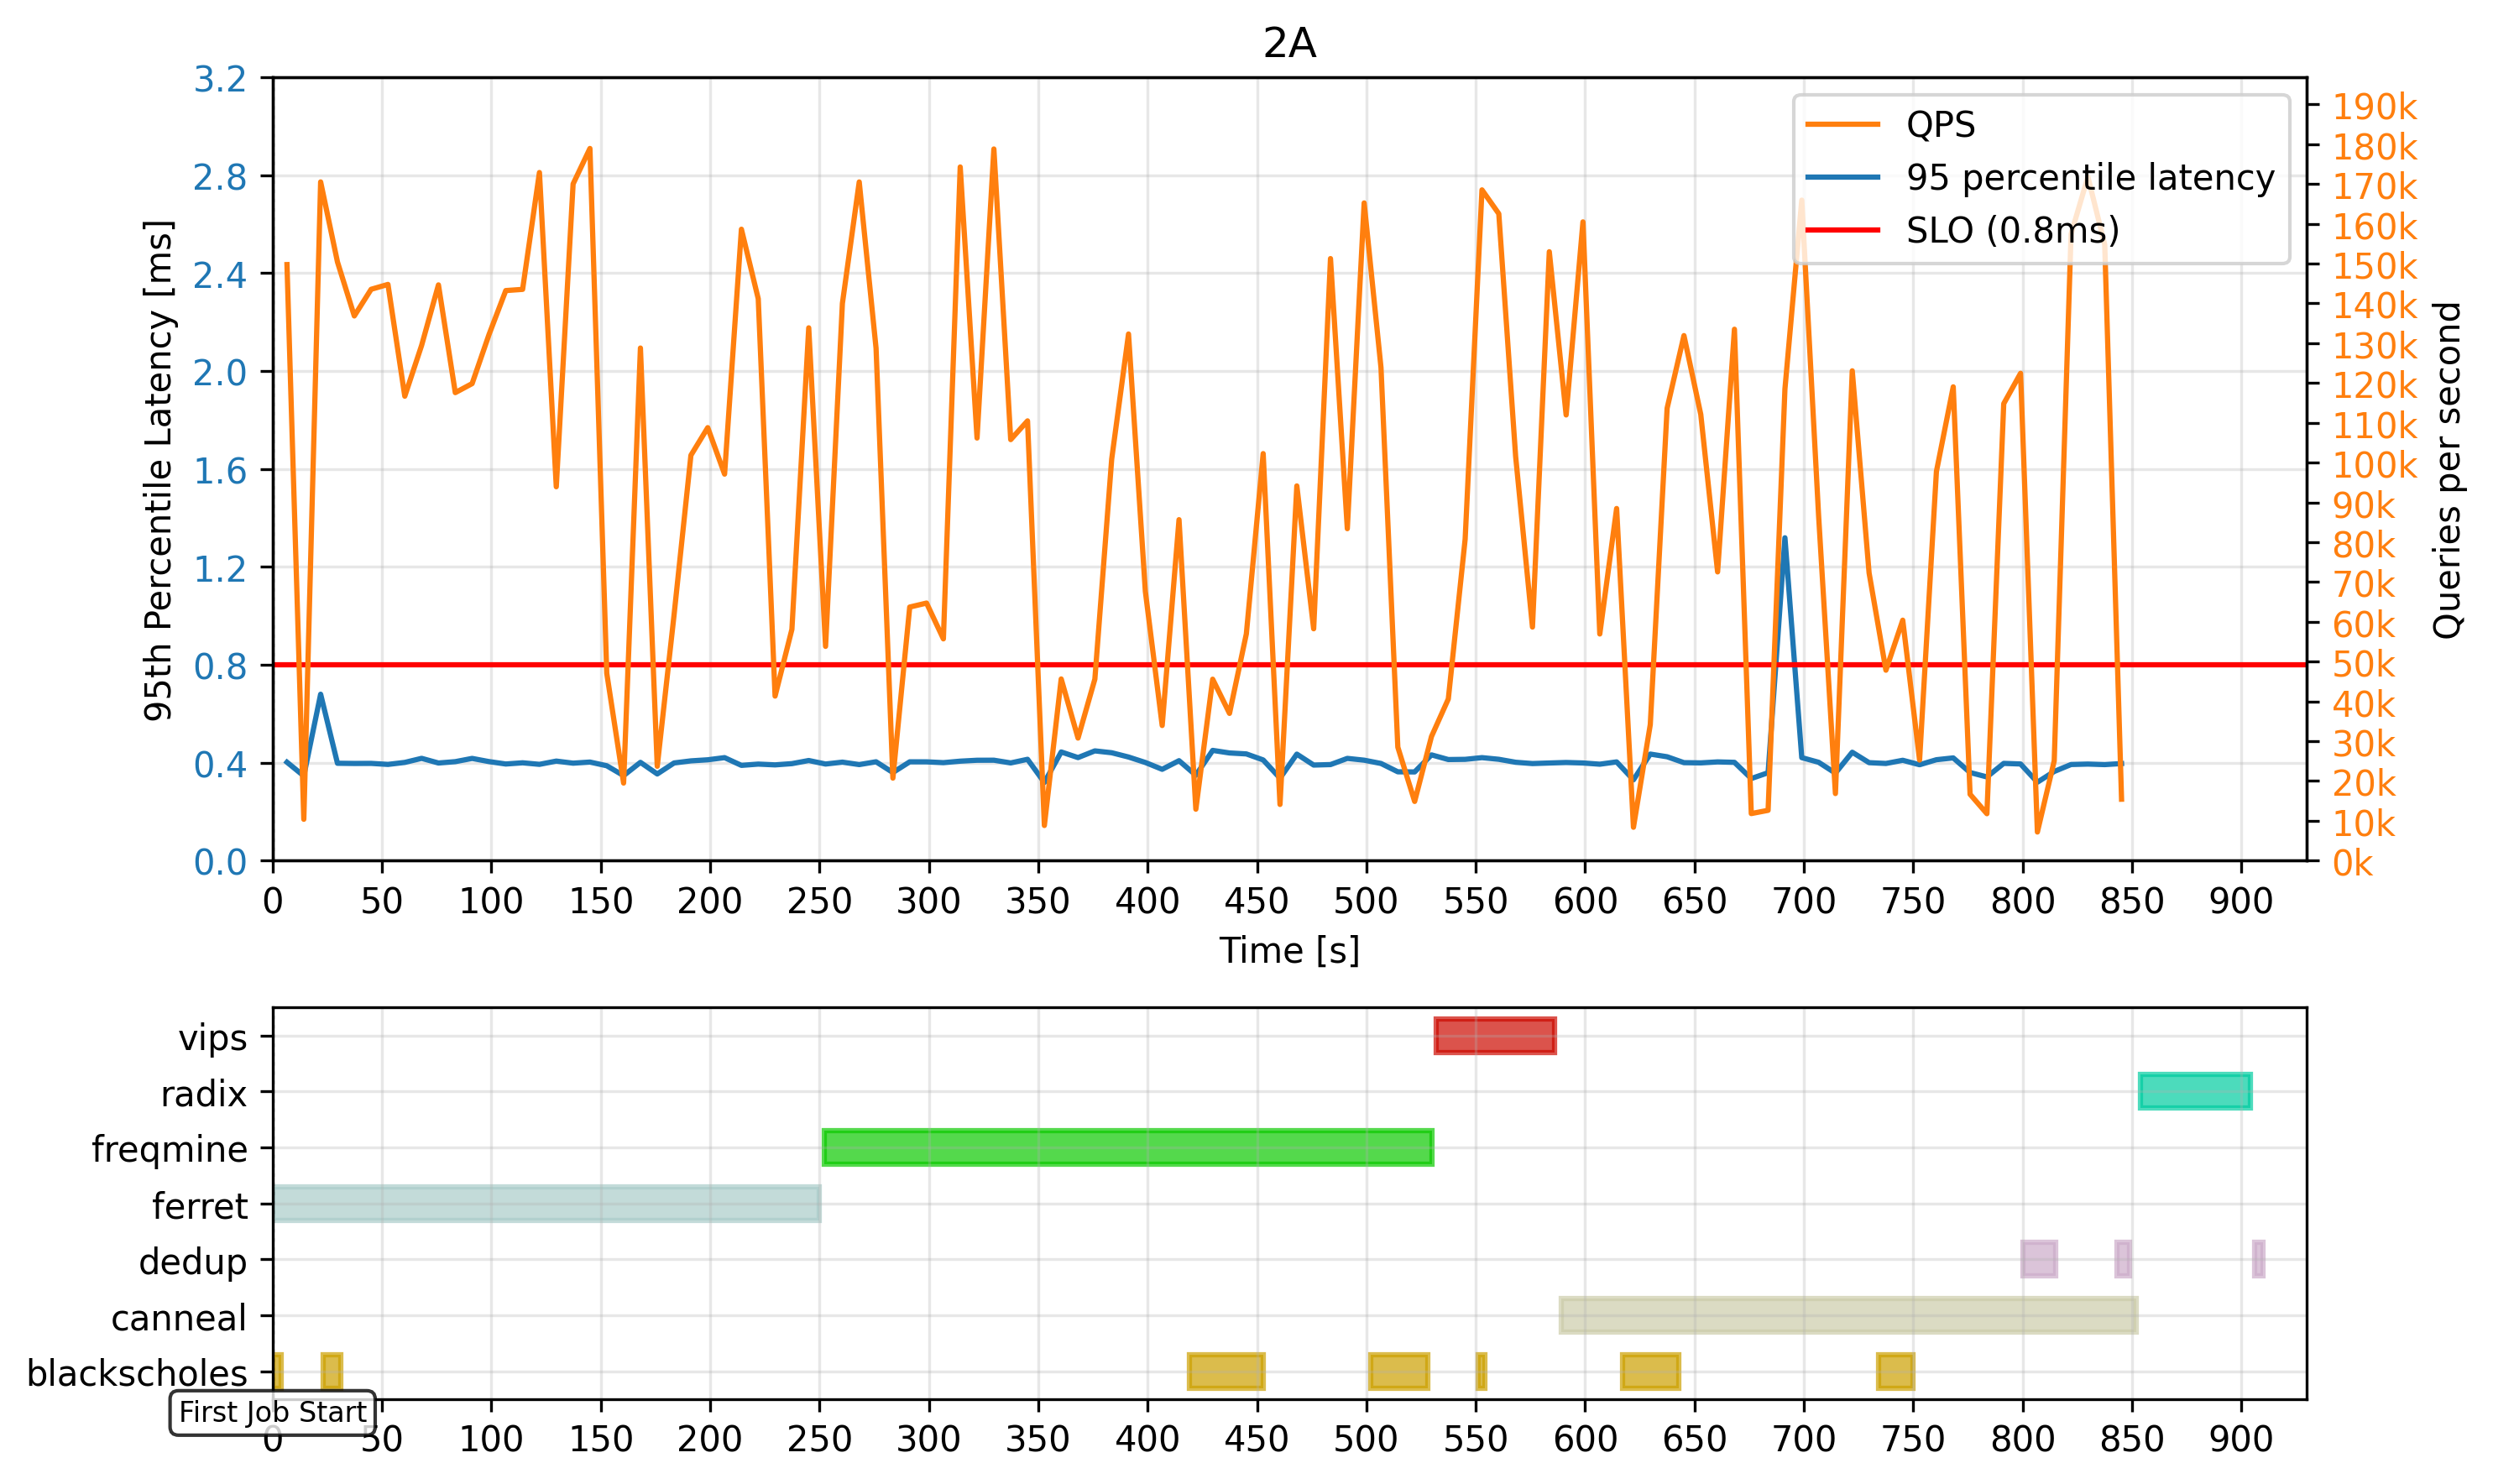 2A
3.2
2.8
2.4
2.0
1.6
1.2
0.8
0.4
0.0
95th Percentile Latency [ms]
190k
180k
170k
160k
150k
140k
130k
120k
110k
100k
90k
80k
70k
60k
50k
40k
30k
20k
10k
0k
Queries per second
QPS
95 percentile latency
SLO (0.8ms)
0 50 100 150 200 250 300 350 400 450 500 550 600 650 700 750 800 850 900
Time [s]
vips
radix
freqmine
ferret
dedup
canneal
blackscholes
First Job Start
0 50 100 150 200 250 300 350 400 450 500 550 600 650 700 750 800 850 900